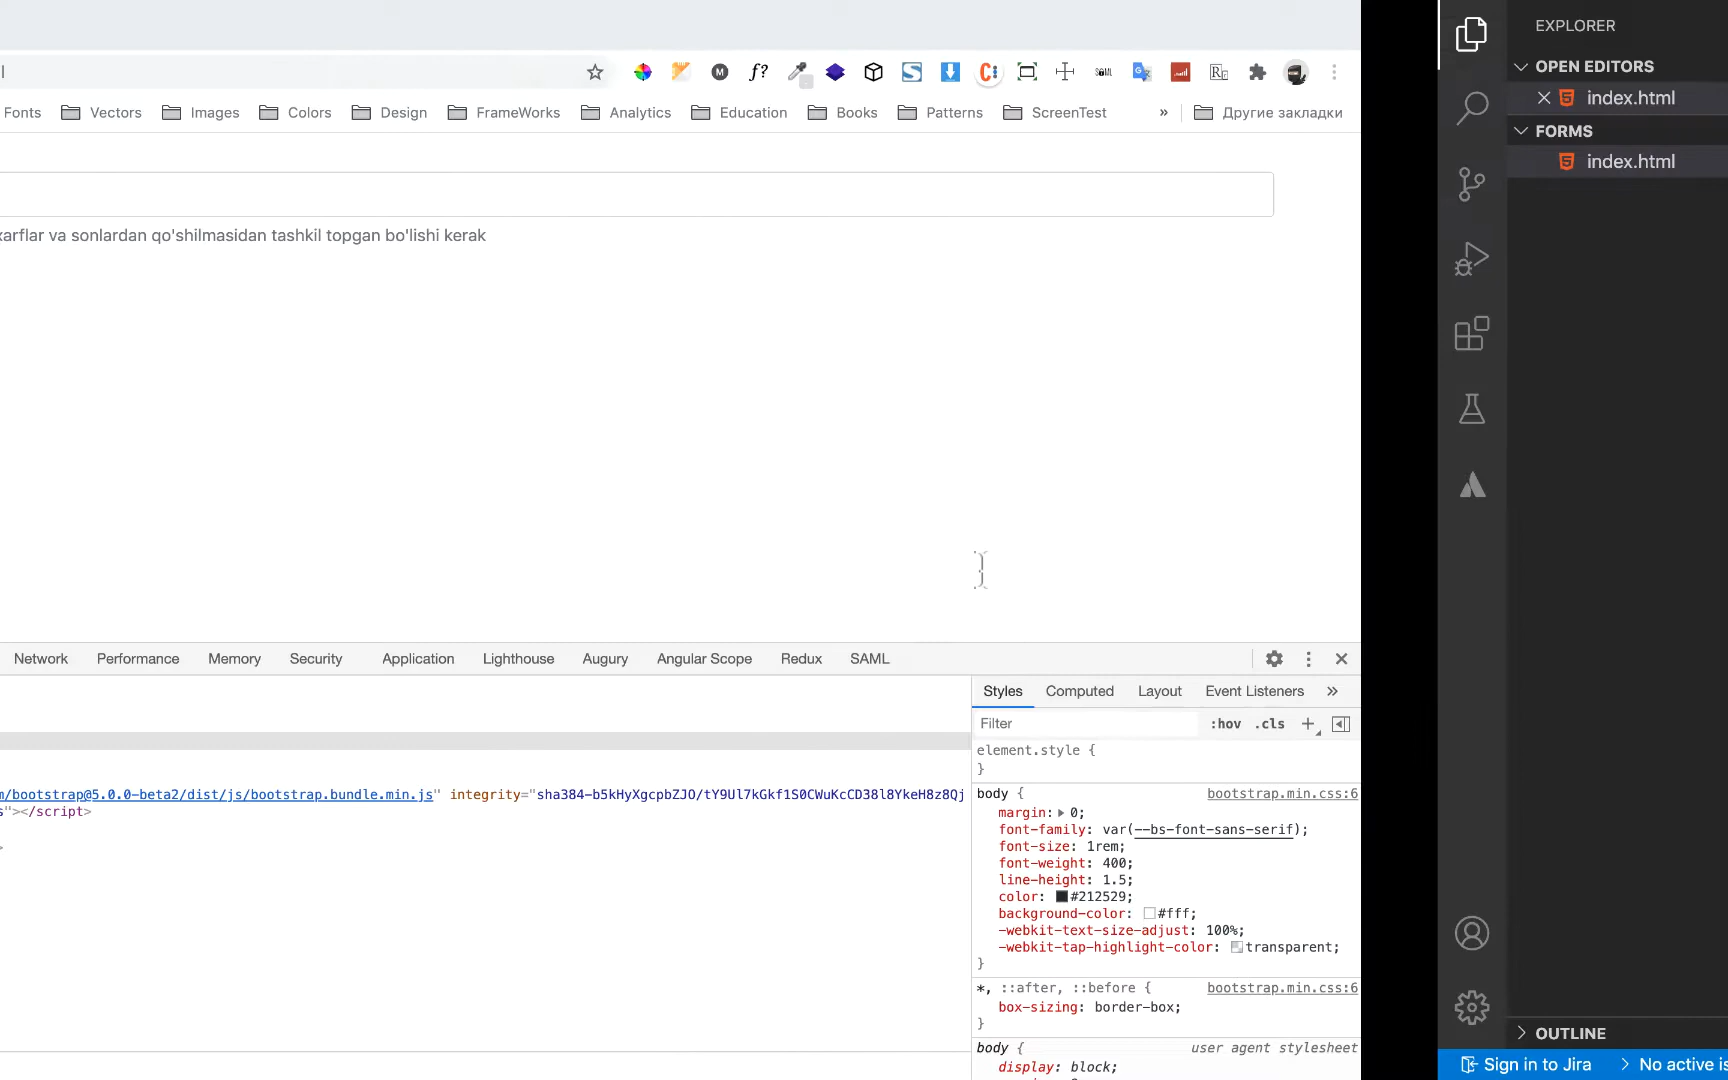 EXPLORER
OPEN EDITORS
index.html
FORMS
index.html
Fonts Vectors Images Colors Design FrameWorks Analytics Education Books Patterns ScreenTest » Другие закладки
va sonlardan qo'shilmasidan tashkil topgan bo'lishi kerak
Network Performance Memory Security Application Lighthouse Augury Angular Scope Redux SAML
Styles Computed Layout Event Listeners »
Filter :hov .cls +
element.style {
}
/bootstrap@5.0.0-beta2/dist/js/bootstrap.bundle.min.js" integrity="sha384-b5kHyXgcpbZJO/tY9Ul7kGkf1S0CWuKcCD38l8YkeH8z8Qj
"></script>
body { bootstrap.min.css:6
margin: 0;
font-family: var(--bs-font-sans-serif);
font-size: 1rem;
font-weight: 400;
line-height: 1.5;
color: #212529;
background-color: #fff;
-webkit-text-size-adjust: 100%;
-webkit-tap-highlight-color: transparent;
}
*, ::after, ::before { bootstrap.min.css:6
box-sizing: border-box;
}
body { user agent stylesheet
display: block;
OUTLINE
Sign in to Jira No active